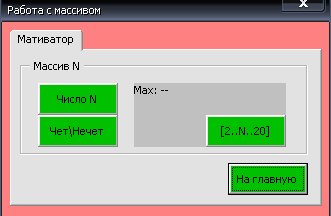 Работа с массивом
Мативатор
Массив N
Число N
Max: --
Чет\Нечет
[2..N..20]
На главную